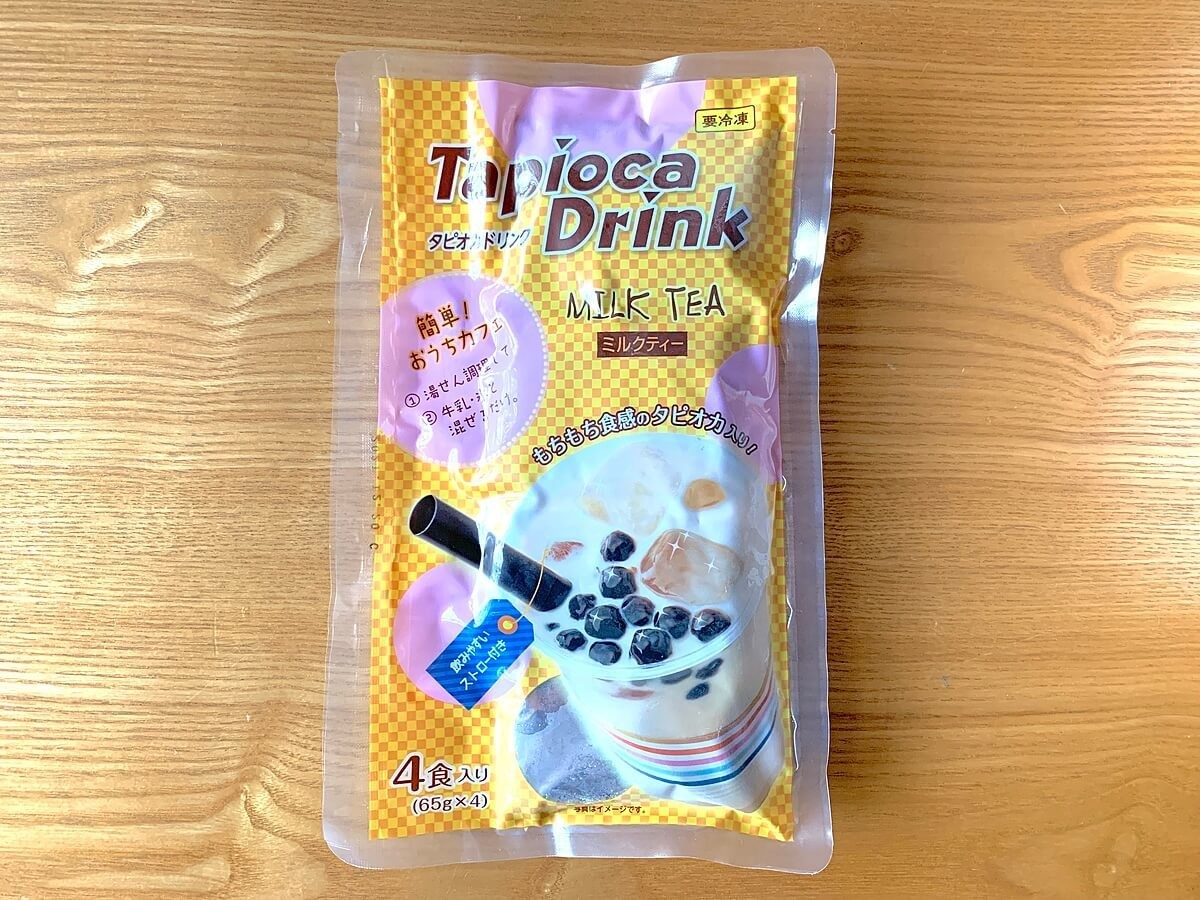 要冷凍
Tapioca
Drink
タピオカドリンク
MILK TEA
ミルクティー
簡単!
おうちカフェ
① 湯せん調理して
② 牛乳・氷と
混ぜるだけ。
もちもち食感のタピオカ入り!
飲みやすい
ストロー付き
4食入り
(65g×4)
写真はイメージです。